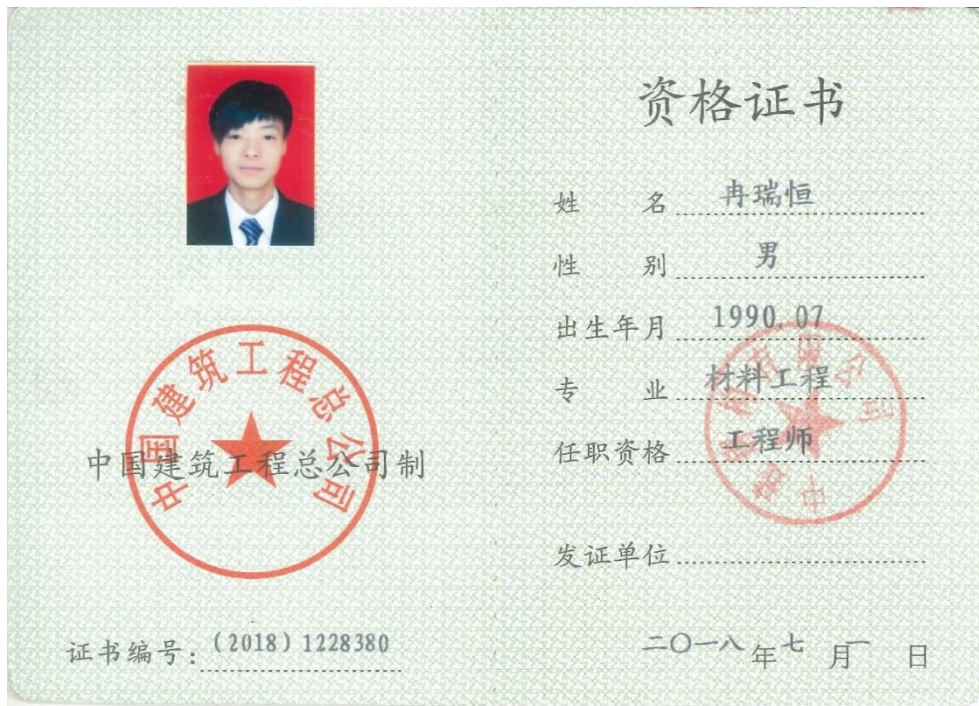 中国建筑工程总公司
中国建筑工程总公司制
证书编号：(2018) 1228380
资格证书
姓 名 冉瑞恒
性 别 男
出生年月 1990.07
专 业 材料工程
任职资格 工程师
发证单位
二〇一八年七月一日